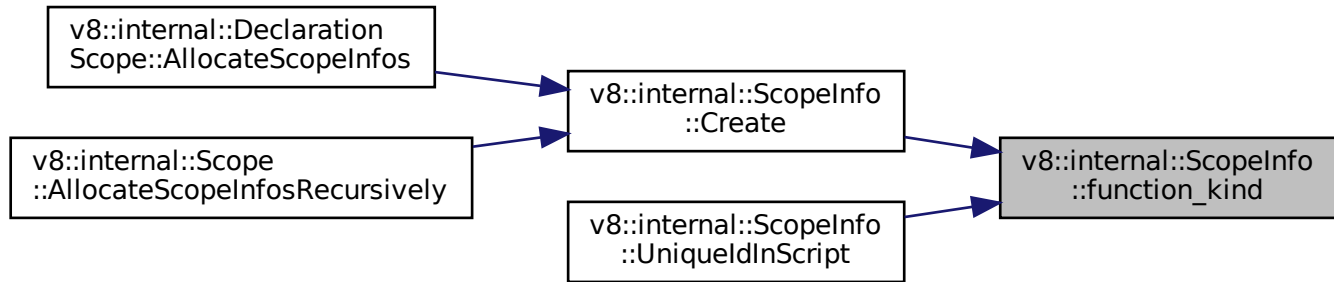 v8::internal::Declaration
Scope::AllocateScopeInfos
v8::internal::Scope
::AllocateScopeInfosRecursively
v8::internal::ScopeInfo
::Create
v8::internal::ScopeInfo
::UniqueIdInScript
v8::internal::ScopeInfo
::function_kind